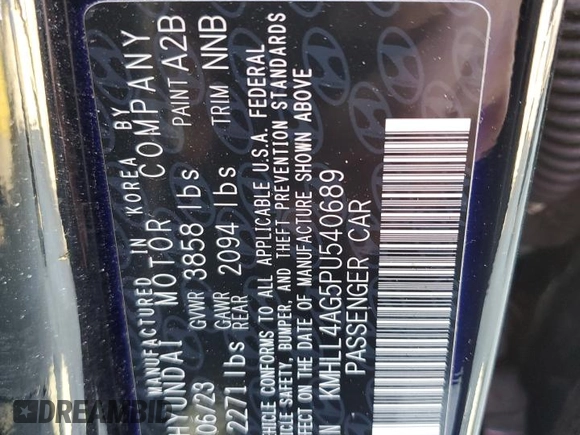 MANUFACTURED IN KOREA BY
HYUNDAI MOTOR COMPANY
06/23 GVWR 3858 lbs PAINT A2B
2271 lbs GAWR REAR 2094 lbs TRIM NNB
VEHICLE CONFORMS TO ALL APPLICABLE U.S.A. FEDERAL
VEHICLE SAFETY, BUMPER, AND THEFT PREVENTION STANDARDS
EFFECT ON THE DATE OF MANUFACTURE SHOWN ABOVE
KMHLL4AG5PU540689
PASSENGER CAR
DREAMBID